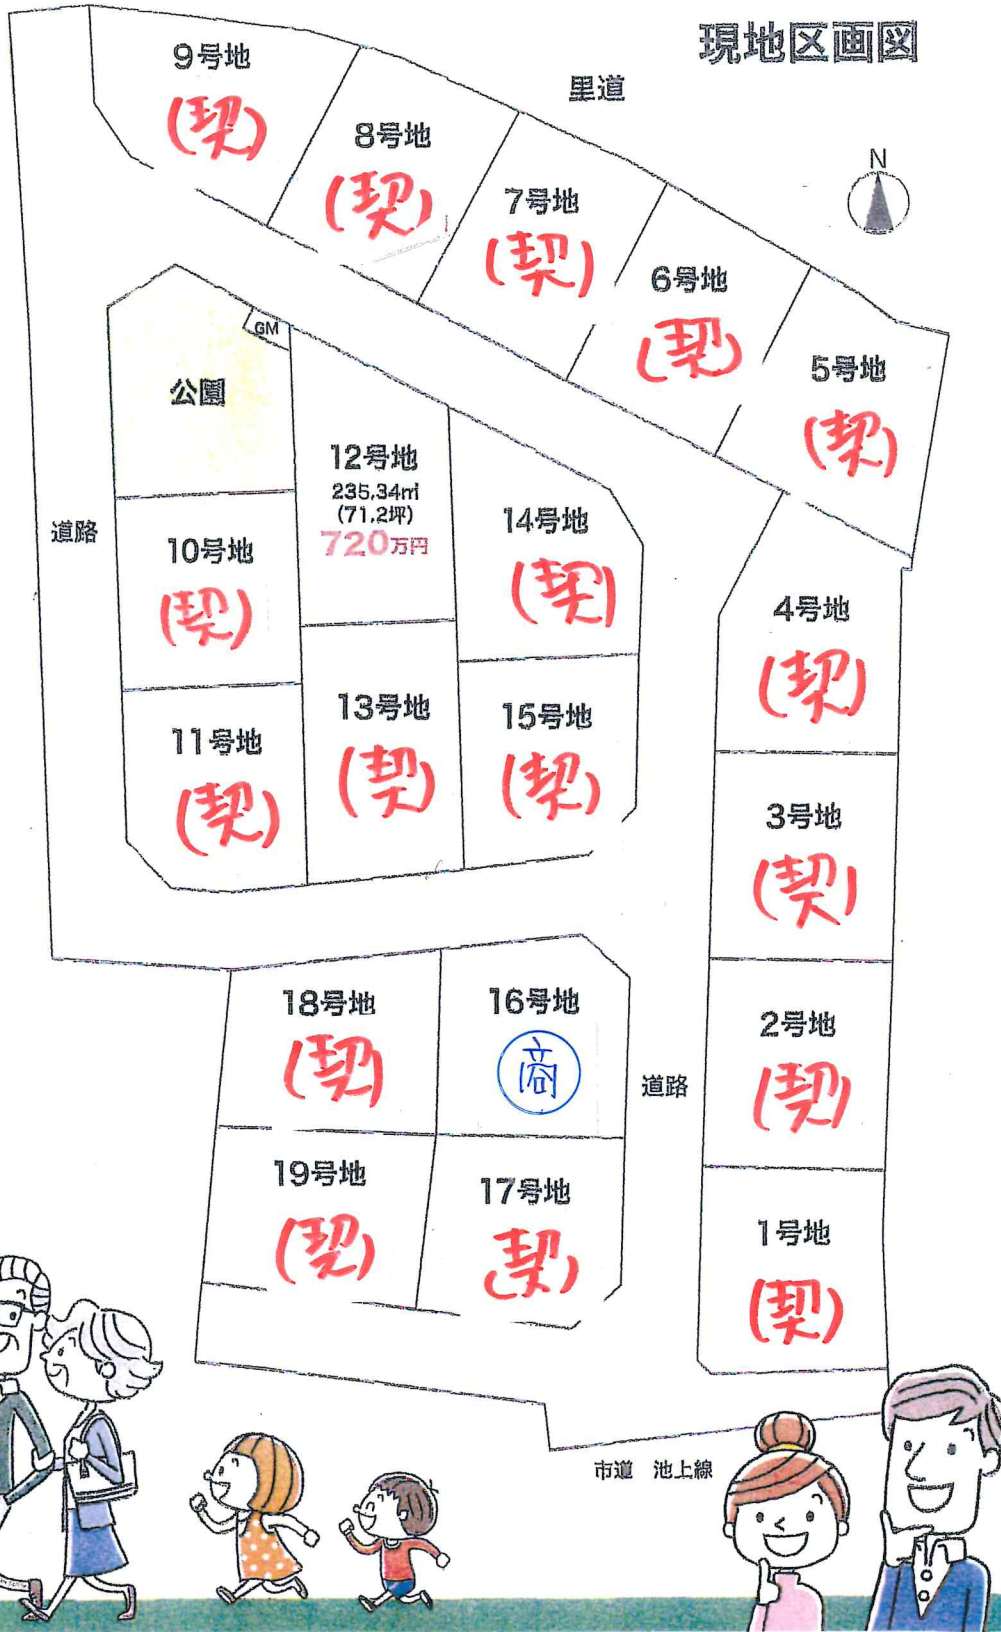 現地区画図
里道
N
9号地
(契)
8号地
(契)
7号地
(契)
6号地
(契)
5号地
(契)
GM
公園
12号地
235.34㎡
(71.2坪)
720万円
14号地
(契)
道路
10号地
(契)
4号地
(契)
11号地
(契)
13号地
(契)
15号地
(契)
3号地
(契)
18号地
(契)
16号地
商
2号地
(契)
道路
19号地
(契)
17号地
(契)
1号地
(契)
市道 池上線